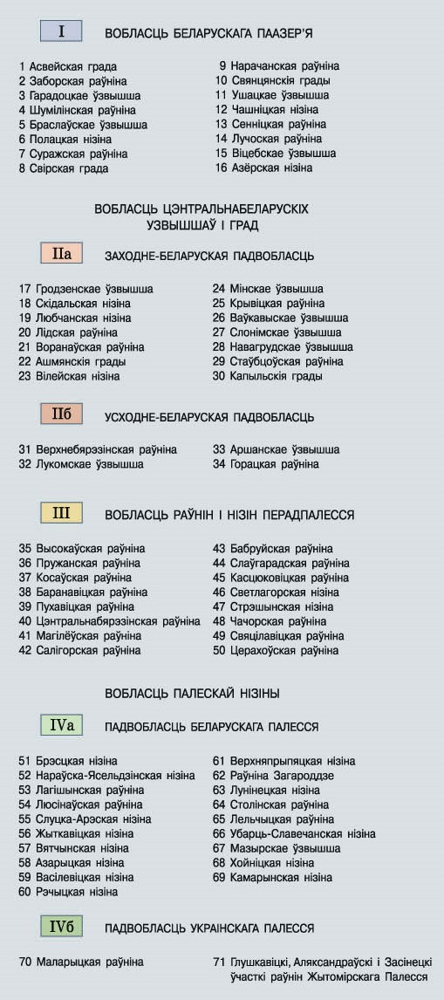 I ВОБЛАСЦЬ БЕЛАРУСКАГА ПААЗЕР’Я
1 Асвейская града
2 Заборская раўніна
3 Гарадоцкае ўзвышша
4 Шумілінская раўніна
5 Браслаўскае ўзвышша
6 Полацкая нізіна
7 Суражская раўніна
8 Свірская града
9 Нарачанская раўніна
10 Свянцянскія грады
11 Ушацкае ўзвышша
12 Чашніцкая нізіна
13 Сенніцкая раўніна
14 Лучоская раўніна
15 Віцебскае ўзвышша
16 Азёрская нізіна
ВОБЛАСЦЬ ЦЭНТРАЛЬНАБЕЛАРУСКІХ
УЗВЫШШАЎ І ГРАД
IIа ЗАХОДНЕ-БЕЛАРУСКАЯ ПАДВОБЛАСЦЬ
17 Гродзенскае ўзвышша
18 Скідальская нізіна
19 Любчанская нізіна
20 Лідская раўніна
21 Воранаўская раўніна
22 Ашмянскія грады
23 Вілейская нізіна
24 Мінскае ўзвышша
25 Крывіцкая раўніна
26 Ваўкавыскае ўзвышша
27 Слонімскае ўзвышша
28 Навагрудскае ўзвышша
29 Стаўбцоўская раўніна
30 Капыльскія грады
IIб УСХОДНЕ-БЕЛАРУСКАЯ ПАДВОБЛАСЦЬ
31 Верхнебярэзінская раўніна
32 Лукомскае ўзвышша
33 Аршанскае ўзвышша
34 Горацкая раўніна
III ВОБЛАСЦЬ РАЎНІН І НІЗІН ПЕРАДПАЛЕССЯ
35 Высокаўская раўніна
36 Пружанская раўніна
37 Косаўская раўніна
38 Баранавіцкая раўніна
39 Пухавіцкая раўніна
40 Цэнтральнабярэзінская раўніна
41 Магілёўская раўніна
42 Салігорская раўніна
43 Бабруйская раўніна
44 Слаўгарадская раўніна
45 Касцюковіцкая раўніна
46 Светлагорская нізіна
47 Стрэшынская нізіна
48 Чачорская раўніна
49 Свяцілавіцкая раўніна
50 Церахоўская раўніна
ВОБЛАСЦЬ ПАЛЕСКАЙ НІЗІНЫ
IVа ПАДВОБЛАСЦЬ БЕЛАРУСКАГА ПАЛЕССЯ
51 Брэсцкая нізіна
52 Нараўска-Ясельдзінская нізіна
53 Лагішынская раўніна
54 Люсінаўская раўніна
55 Слуцка-Арэская нізіна
56 Жыткавіцкая нізіна
57 Вятчынская нізіна
58 Азарыцкая нізіна
59 Васілевіцкая нізіна
60 Рэчыцкая нізіна
61 Верхняпрыпяцкая нізіна
62 Раўніна Загароддзе
63 Лунінецкая нізіна
64 Столінская раўніна
65 Лельчыцкая раўніна
66 Убарць-Славечанская нізіна
67 Мазырскае ўзвышша
68 Хойніцкая нізіна
69 Камарынская нізіна
IVб ПАДВОБЛАСЦЬ УКРАІНСКАГА ПАЛЕССЯ
70 Маларыцкая раўніна
71 Глушкавіцкі, Аляксандраўскі і Засінецкі
ўчасткі раўнін Жытомірскага Палесся